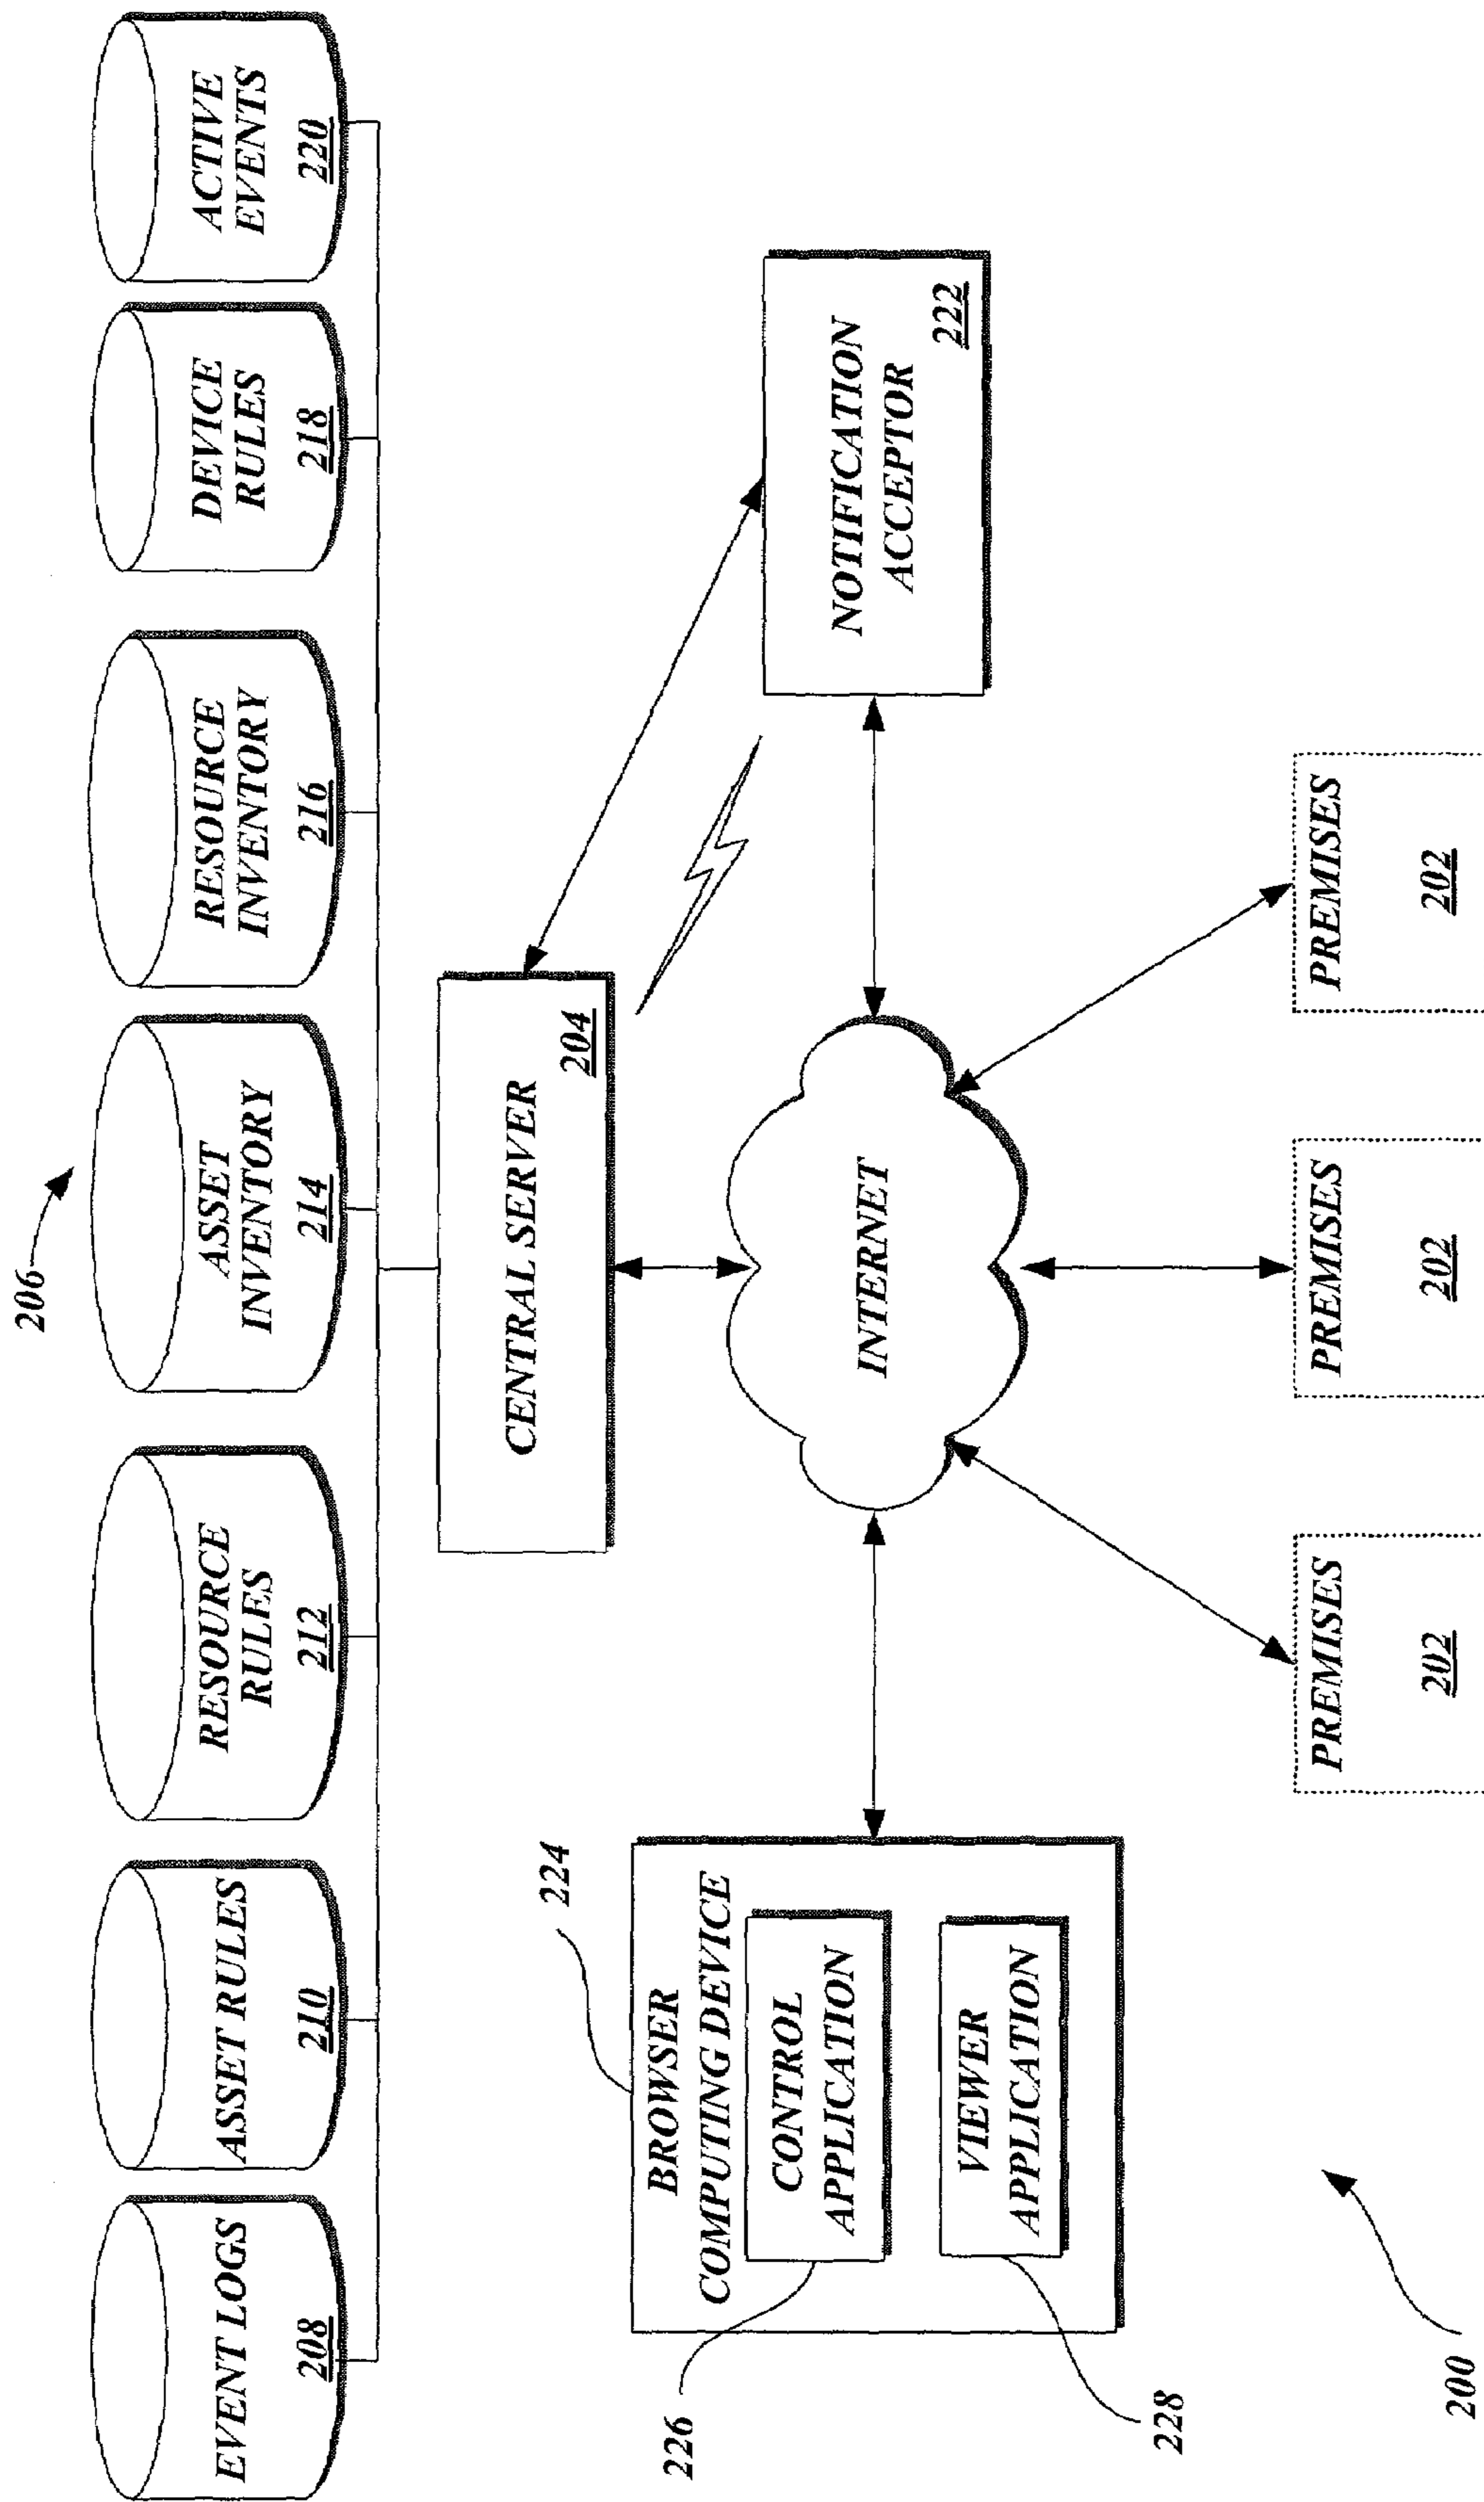 206
EVENT LOGS
208
ASSET RULES
210
RESOURCE
RULES
212
ASSET
INVENTORY
214
RESOURCE
INVENTORY
216
DEVICE
RULES
218
ACTIVE
EVENTS
220
CENTRAL SERVER
204
224
BROWSER
COMPUTING DEVICE
CONTROL
APPLICATION
226
VIEWER
APPLICATION
228
INTERNET
NOTIFICATION
ACCEPTOR
222
PREMISES
202
PREMISES
202
PREMISES
202
200